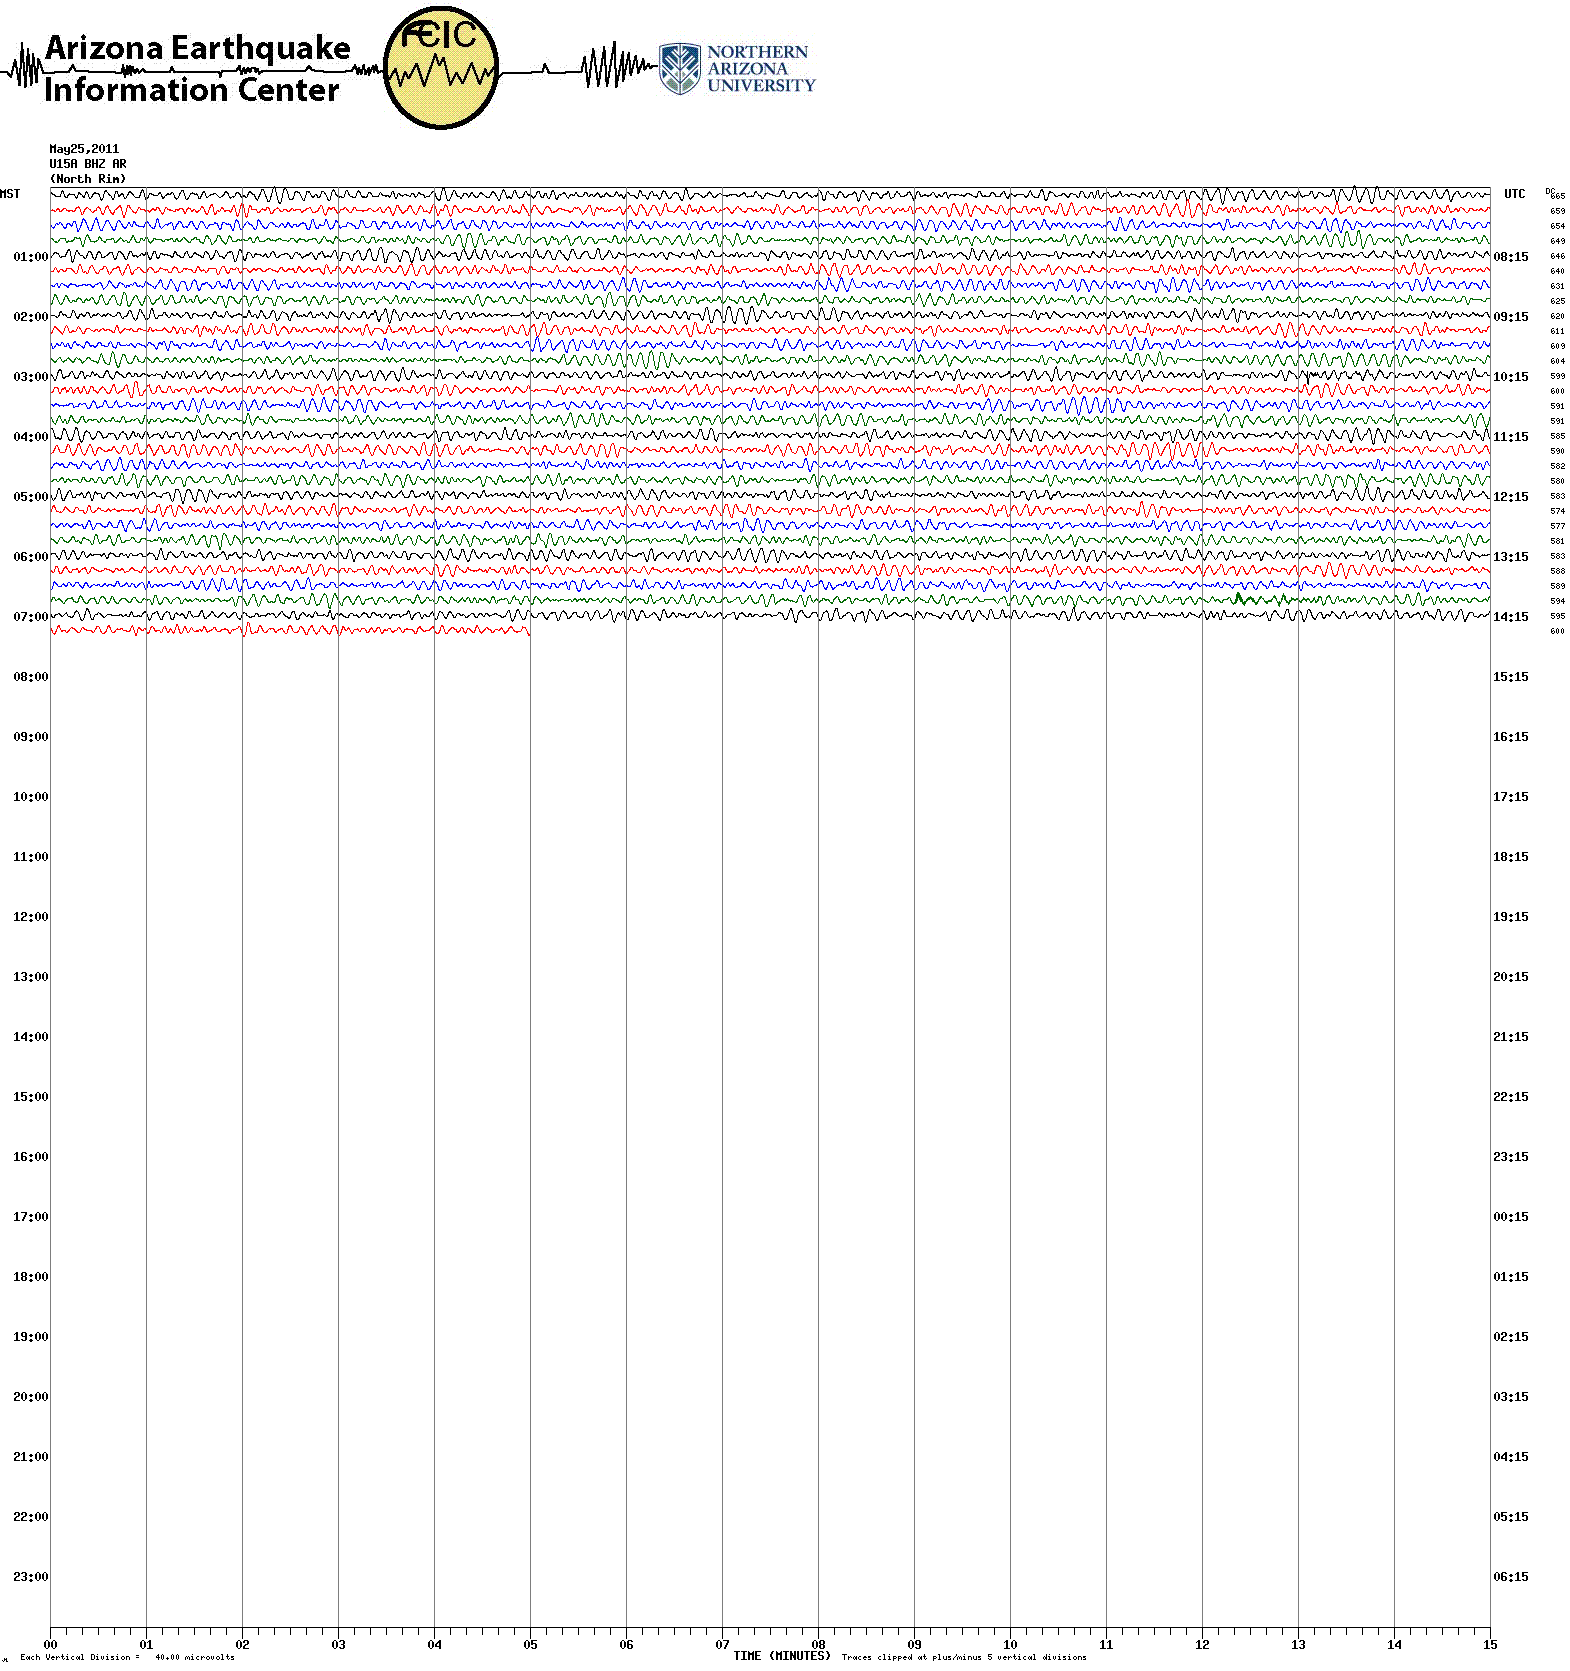 Arizona Earthquake
Information Center
ÆEIC
NORTHERN
ARIZONA
UNIVERSITY
May25,2011
U15A BHZ AR
(North Rim)
MST UTC DC
665
659
654
649
01:00 08:15 646
640
631
625
02:00 09:15 620
611
609
604
03:00 10:15 599
600
591
591
04:00 11:15 585
590
582
580
05:00 12:15 583
574
577
581
06:00 13:15 583
588
589
594
07:00 14:15 595
600
08:00 15:15
09:00 16:15
10:00 17:15
11:00 18:15
12:00 19:15
13:00 20:15
14:00 21:15
15:00 22:15
16:00 23:15
17:00 00:15
18:00 01:15
19:00 02:15
20:00 03:15
21:00 04:15
22:00 05:15
23:00 06:15
00 01 02 03 04 05 06 07 08 09 10 11 12 13 14 15
TIME (MINUTES)
Each Vertical Division = 40.00 microvolts
Traces clipped at plus/minus 5 vertical divisions